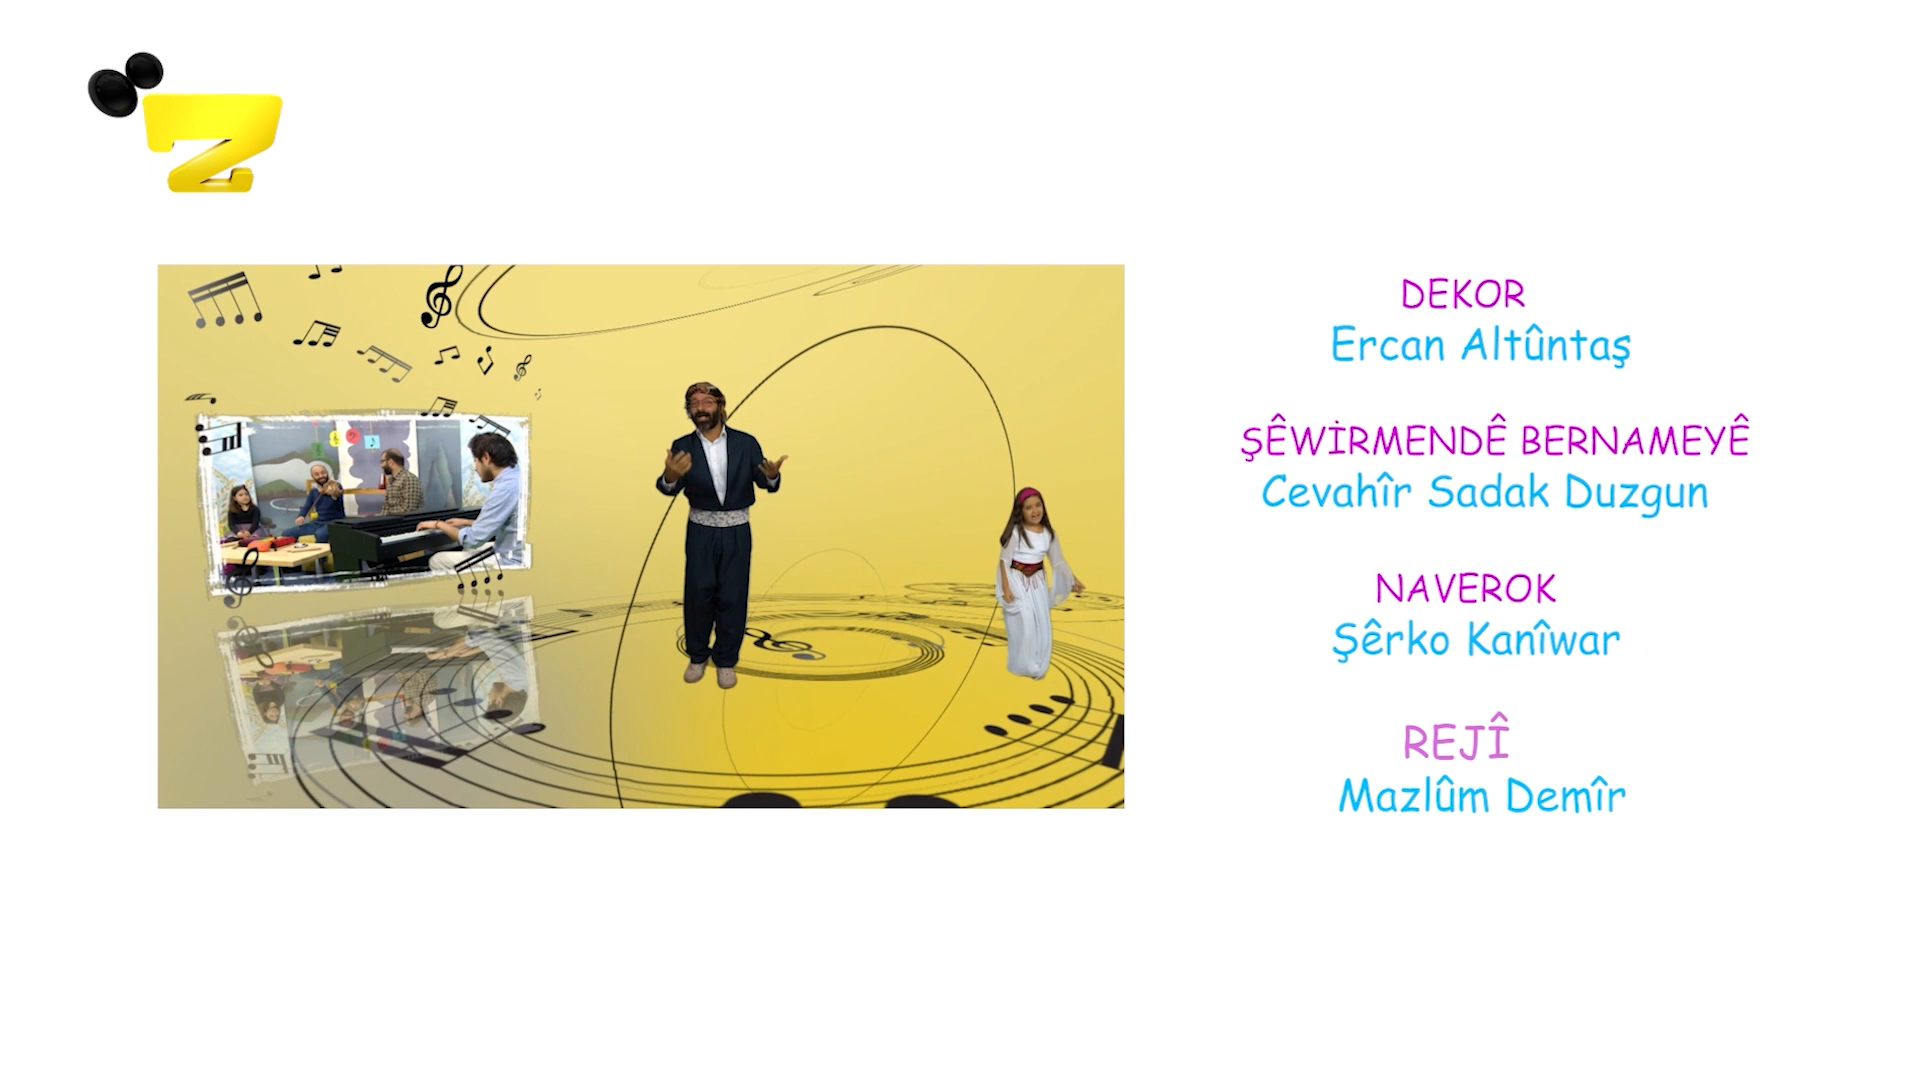 Z
DEKOR
Ercan Altûntaş
ŞÊWİRMENDÊ BERNAMEYÊ
Cevahîr Sadak Duzgun
NAVEROK
Şêrko Kanîwar
REJÎ
Mazlûm Demîr